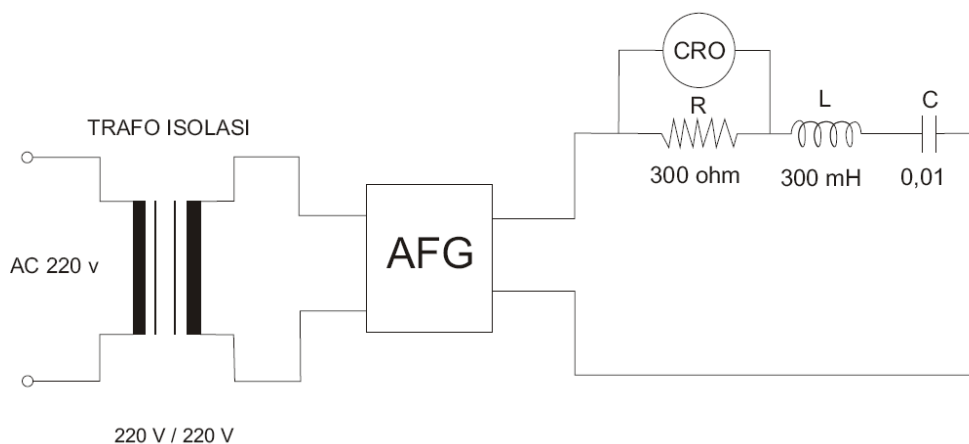 CRO
TRAFO ISOLASI
R
L
C
300 ohm
300 mH
0,01
AC 220 v
AFG
220 V / 220 V